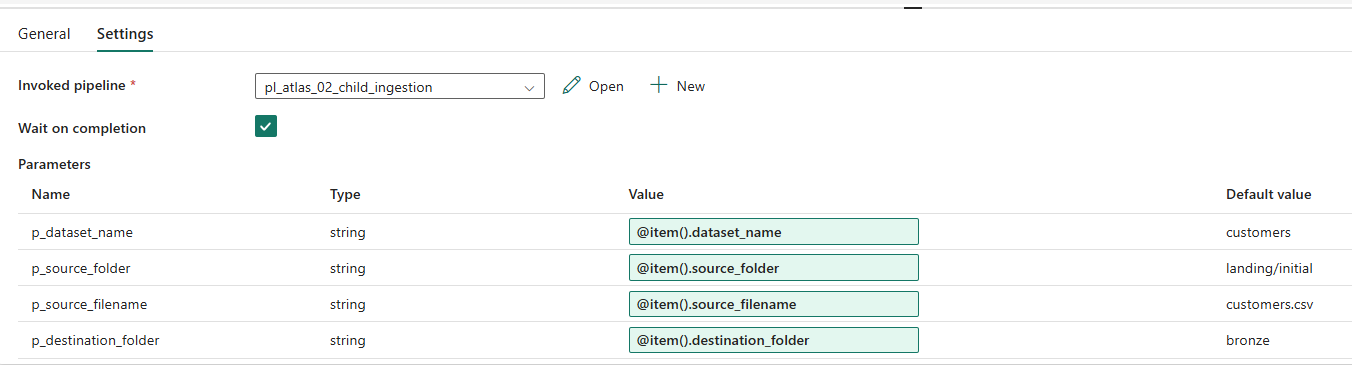 General Settings
Invoked pipeline * pl_atlas_02_child_ingestion Open New
Wait on completion
Parameters
Name Type Value Default value
p_dataset_name string @item().dataset_name customers
p_source_folder string @item().source_folder landing/initial
p_source_filename string @item().source_filename customers.csv
p_destination_folder string @item().destination_folder bronze